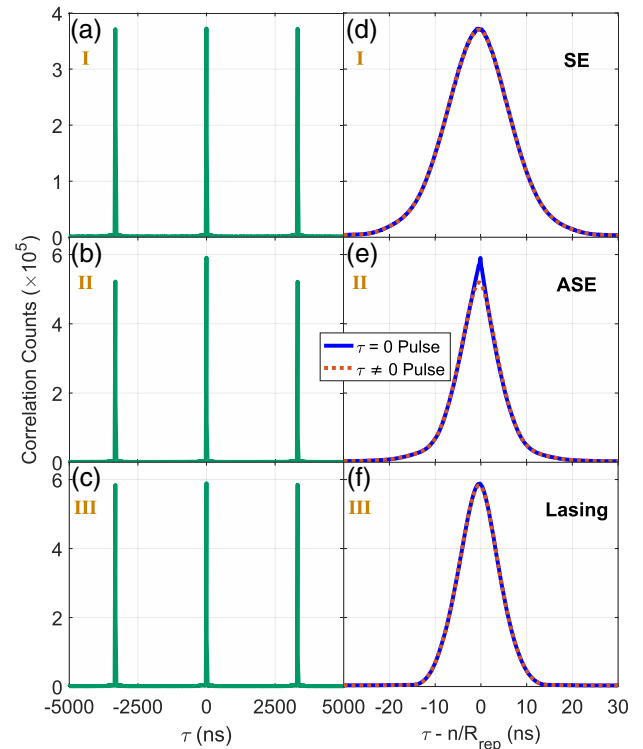 (a)
I
4
3
2
1
0
(d)
I
SE
(b)
II
6
4
2
0
(e)
II
ASE
τ = 0 Pulse
τ ≠ 0 Pulse
Correlation Counts (×10⁵)
(c)
III
6
4
2
0
(f)
III
Lasing
-5000 -2500 0 2500 5000
-30 -20 -10 0 10 20 30
τ (ns)
τ - n/R_rep (ns)